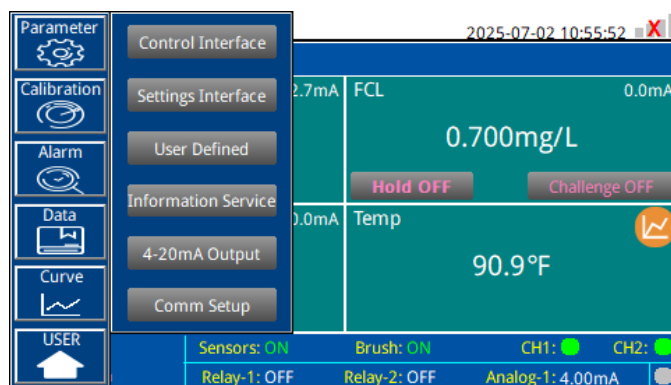 Parameter
Calibration
Alarm
Data
Curve
USER
Control Interface
Settings Interface
User Defined
Information Service
4-20mA Output
Comm Setup
2025-07-02 10:55:52
2.7mA
FCL
0.0mA
0.700mg/L
Hold OFF
Challenge OFF
0.0mA
Temp
90.9°F
Sensors: ON
Brush: ON
CH1:
CH2:
Relay-1: OFF
Relay-2: OFF
Analog-1: 4.00mA